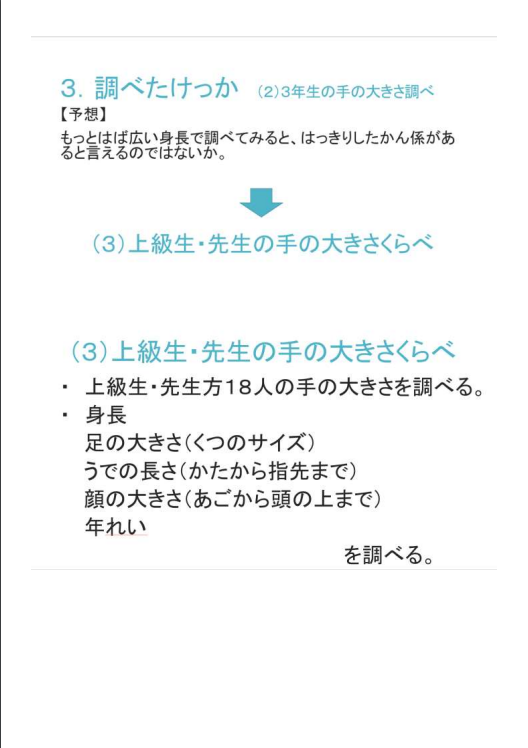 3．調べたけっか （2）3年生の手の大きさ調べ
【予想】
もっとはば広い身長で調べてみると、はっきりしたかん係があ
ると言えるのではないか。
（3）上級生・先生の手の大きさくらべ
（3）上級生・先生の手の大きさくらべ
・ 上級生・先生方18人の手の大きさを調べる。
・ 身長
足の大きさ（くつのサイズ）
うでの長さ（かたから指先まで）
顔の大きさ（あごから頭の上まで）
年れい
を調べる。